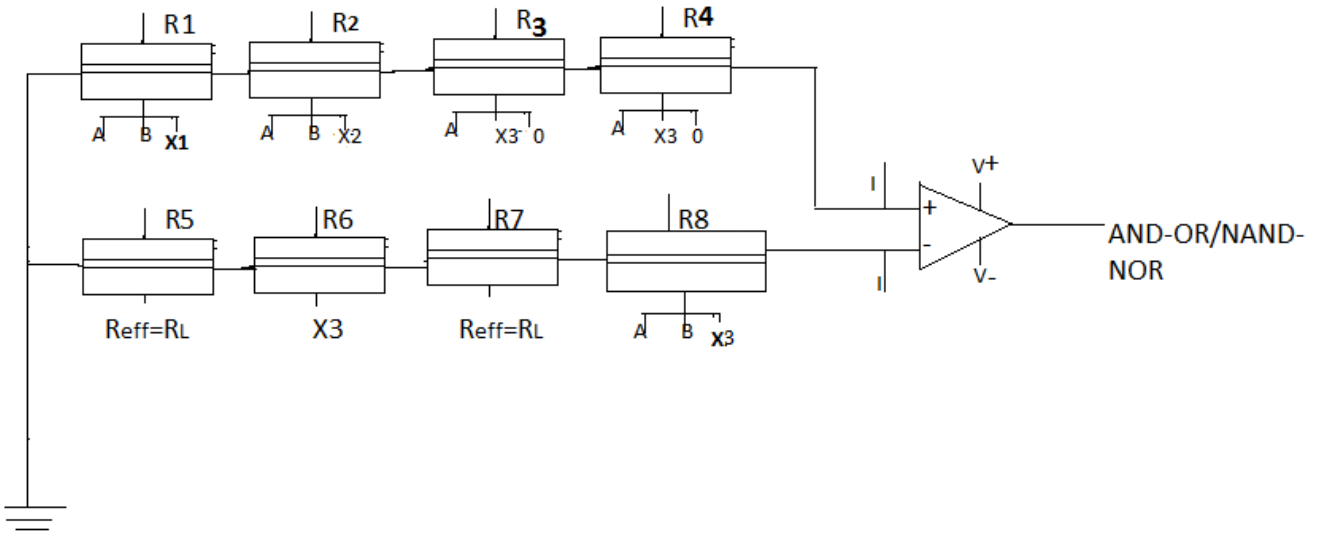 R1 R2 R3 R4
A B X1 A B X2 A X3 0 A X3 0
I V+
+
R5 R6 R7 R8
-
AND-OR/NAND-
NOR
I V-
Reff=RL X3 Reff=RL A B X3